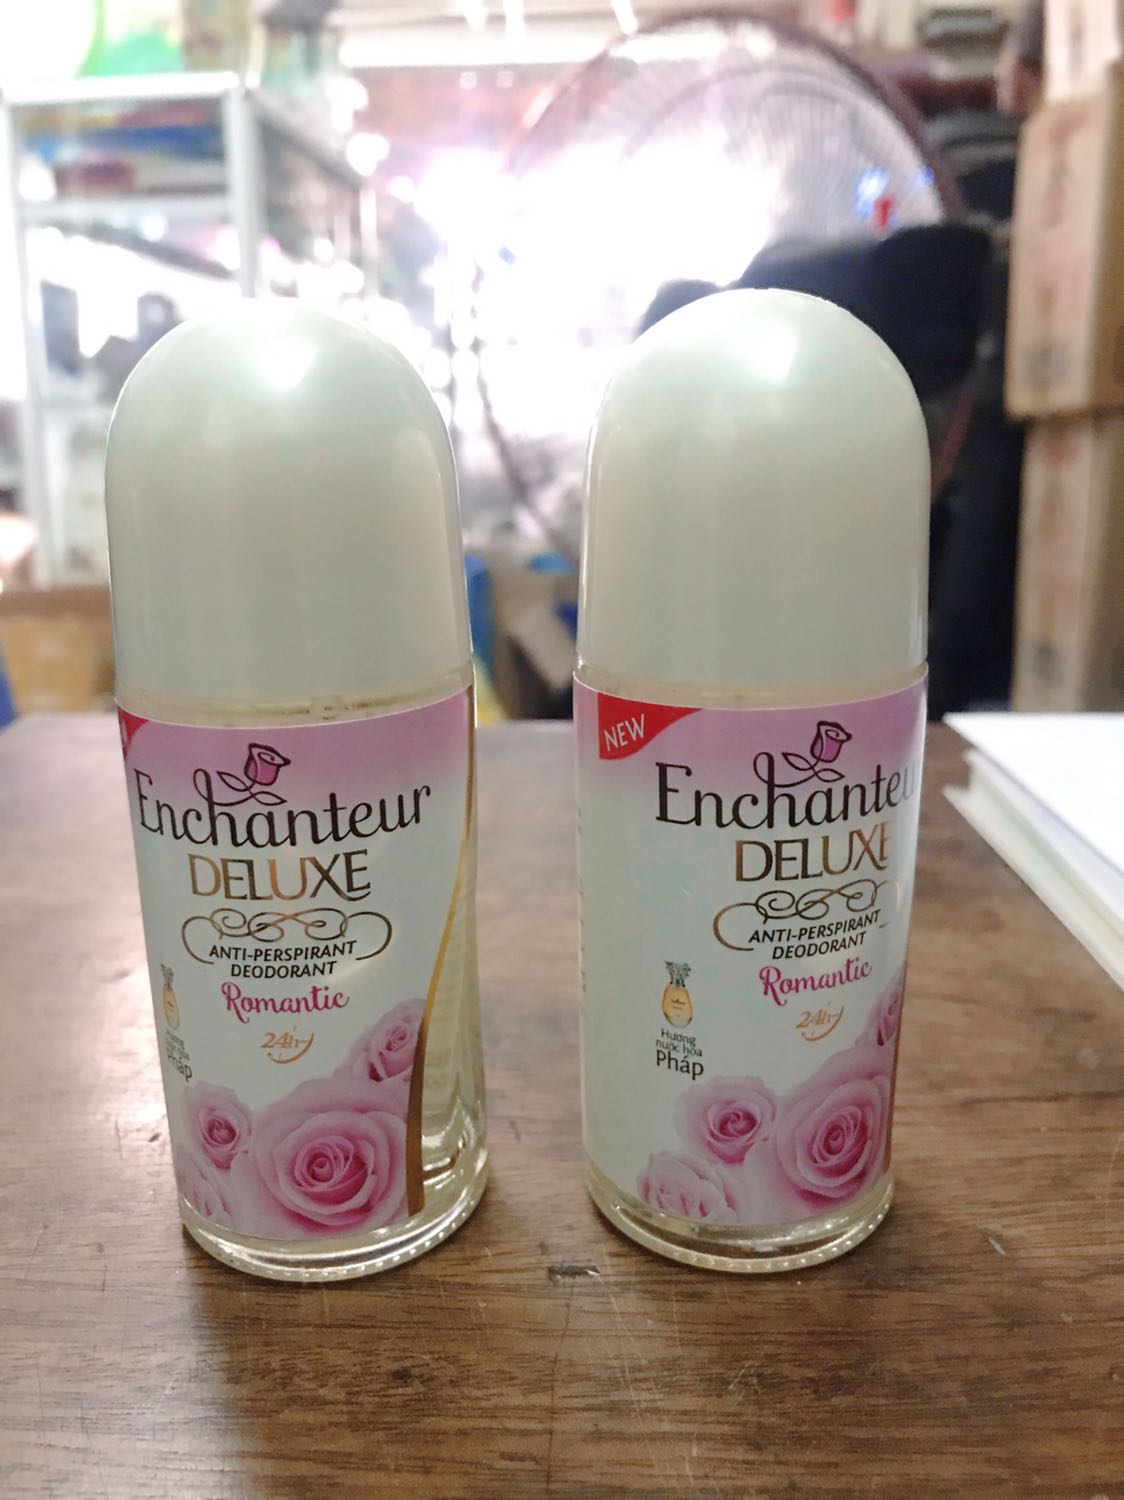 Enchanteur
DELUXE
ANTI-PERSPIRANT
DEODORANT
Romantic
24h
Pháp
NEW
Enchanteu
DELUXE
ANTI-PERSPIRANT
DEODORANT
Romantic
24h
Hương
nước hoa
Pháp